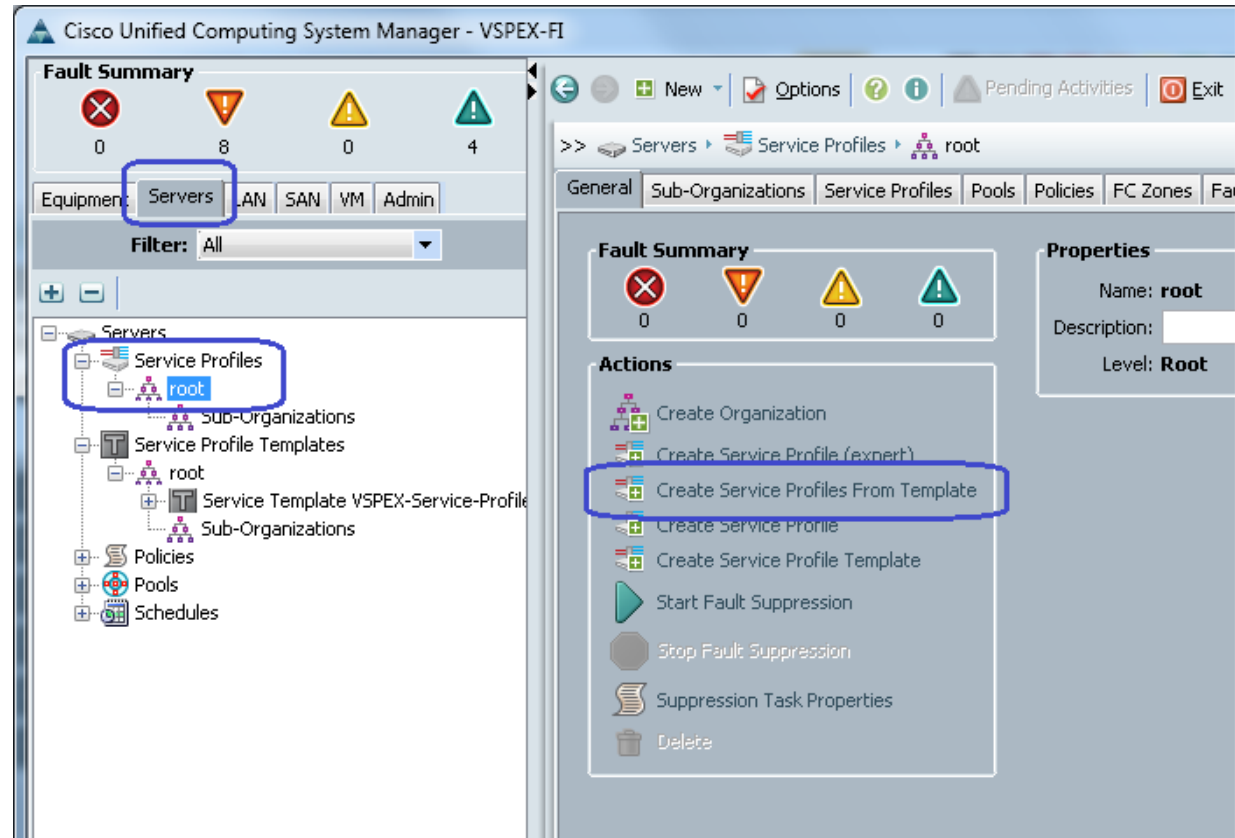 Cisco Unified Computing System Manager - VSPEX-FI
Fault Summary
0 8 0 4
Equipment Servers LAN SAN VM Admin
Filter: All
Servers
Service Profiles
root
Sub-Organizations
Service Profile Templates
root
Service Template VSPEX-Service-Profile
Sub-Organizations
Policies
Pools
Schedules
New Options Pending Activities Exit
>> Servers Service Profiles root
General Sub-Organizations Service Profiles Pools Policies FC Zones Fau
Fault Summary
0 0 0 0
Actions
Create Organization
Create Service Profile (expert)
Create Service Profiles From Template
Create Service Profile
Create Service Profile Template
Start Fault Suppression
Stop Fault Suppression
Suppression Task Properties
Delete
Properties
Name: root
Description:
Level: Root